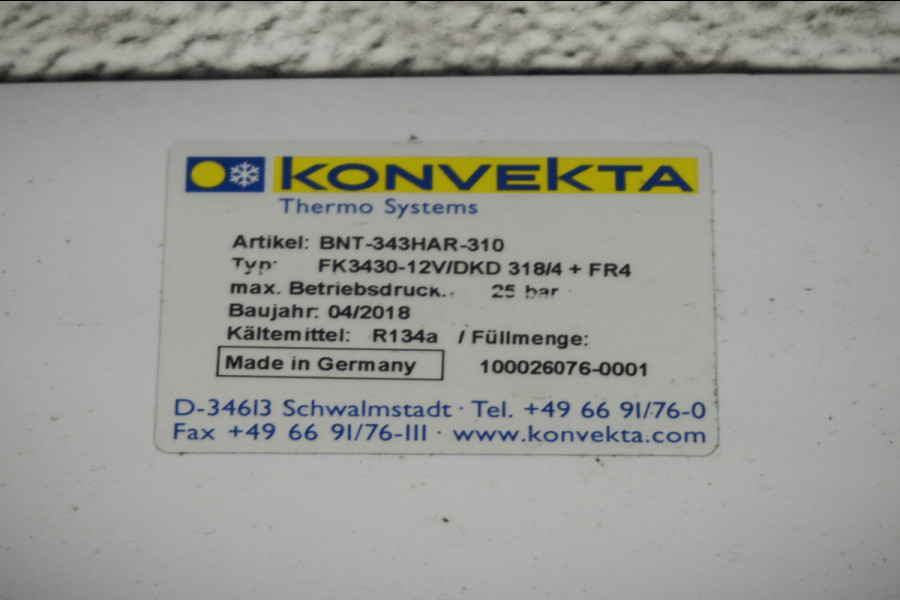 KONVEKTA
Thermo Systems
Artikel: BNT-343HAR-310
Typ: FK3430-12V/DKD 318/4 + FR4
max. Betriebsdruck.. 25 bar
Baujahr: 04/2018
Kältemittel: R134a / Füllmenge:
Made in Germany 100026076-0001
D-34613 Schwalmstadt · Tel. +49 66 91/76-0
Fax +49 66 91/76-111 · www.konvekta.com